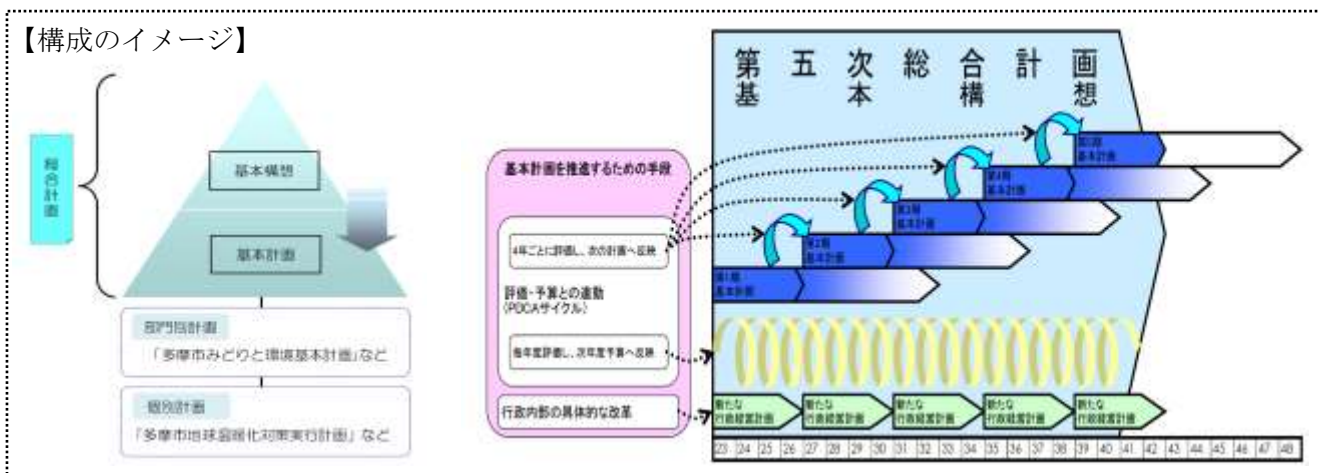 【構成のイメージ】
総合計画
基本構想
基本計画
部門別計画
「多摩市みどりと環境基本計画」など
個別計画
「多摩市地球温暖化対策実行計画」など
基本計画を推進するための手段
4年ごとに評価し、次の計画へ反映
評価・予算との連動
（PDCAサイクル）
毎年度評価し、次年度予算へ反映
行政内部の具体的な改革
第五次総合計画
基本構想
第5期
基本計画
第4期
基本計画
第3期
基本計画
第2期
基本計画
第1期
基本計画
新たな
行政経営計画
新たな
行政経営計画
新たな
行政経営計画
新たな
行政経営計画
新たな
行政経営計画
23 24 25 26 27 28 29 30 31 32 33 34 35 36 37 38 39 40 41 42 43 44 45 46 47 48